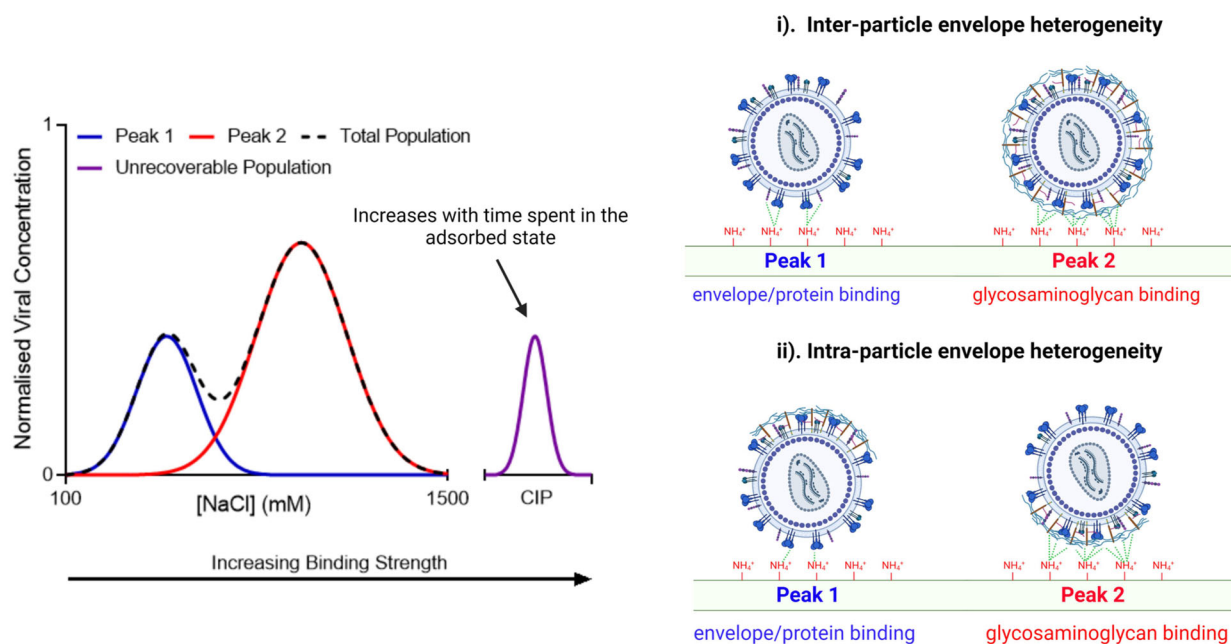 Normalised Viral Concentration
1
0
Peak 1 Peak 2 Total Population
Unrecoverable Population
Increases with time spent in the
adsorbed state
100 [NaCl] (mM) 1500 CIP
Increasing Binding Strength
i). Inter-particle envelope heterogeneity
NH₄⁺ NH₄⁺ NH₄⁺ NH₄⁺ NH₄⁺ NH₄⁺ NH₄⁺ NH₄⁺ NH₄⁺ NH₄⁺
Peak 1 Peak 2
envelope/protein binding glycosaminoglycan binding
ii). Intra-particle envelope heterogeneity
NH₄⁺ NH₄⁺ NH₄⁺ NH₄⁺ NH₄⁺ NH₄⁺ NH₄⁺ NH₄⁺ NH₄⁺ NH₄⁺
Peak 1 Peak 2
envelope/protein binding glycosaminoglycan binding